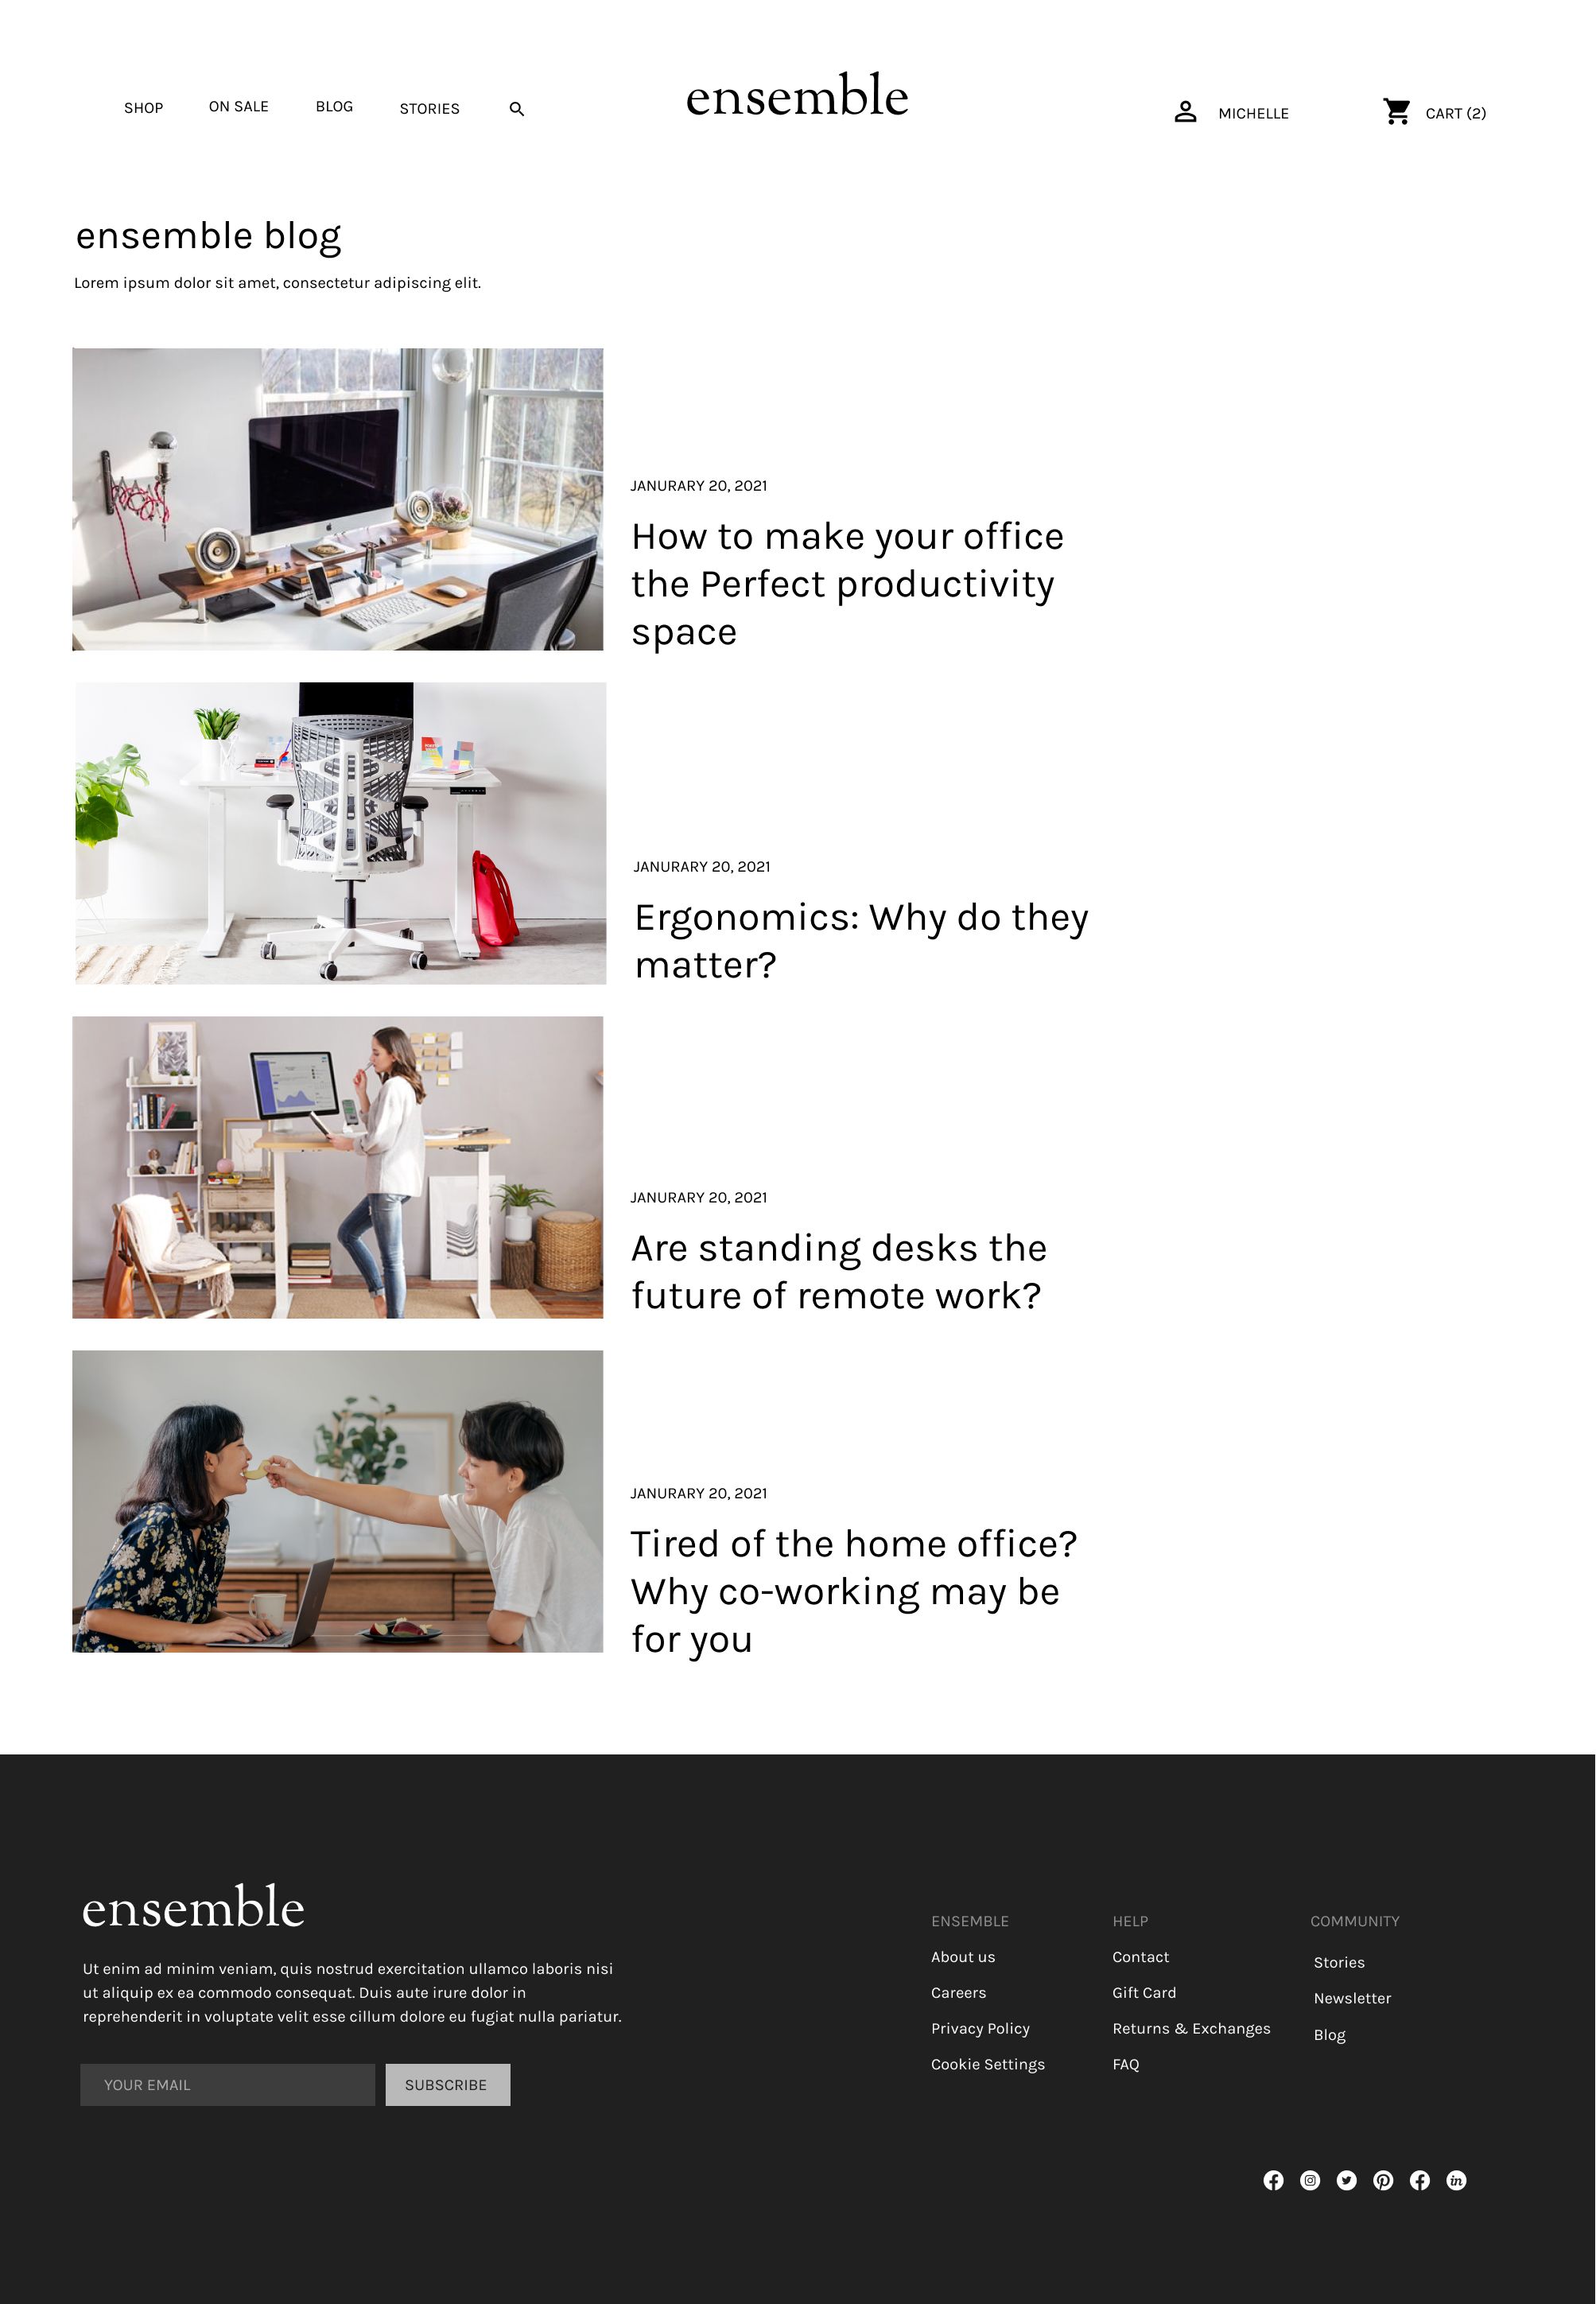 SHOP
ON SALE
BLOG
STORIES
ensemble
MICHELLE
CART (2)
ensemble blog
Lorem ipsum dolor sit amet, consectetur adipiscing elit.
JANURARY 20, 2021
How to make your office
the Perfect productivity
space
JANURARY 20, 2021
Ergonomics: Why do they
matter?
JANURARY 20, 2021
Are standing desks the
future of remote work?
JANURARY 20, 2021
Tired of the home office?
Why co-working may be
for you
ensemble
Ut enim ad minim veniam, quis nostrud exercitation ullamco laboris nisi
ut aliquip ex ea commodo consequat. Duis aute irure dolor in
reprehenderit in voluptate velit esse cillum dolore eu fugiat nulla pariatur.
YOUR EMAIL
SUBSCRIBE
ENSEMBLE
About us
Careers
Privacy Policy
Cookie Settings
HELP
Contact
Gift Card
Returns & Exchanges
FAQ
COMMUNITY
Stories
Newsletter
Blog